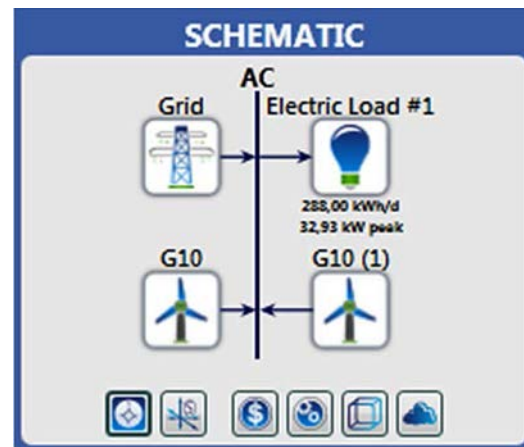 SCHEMATIC
AC
Grid Electric Load #1
288,00 kWh/d
32,93 kW peak
G10 G10 (1)